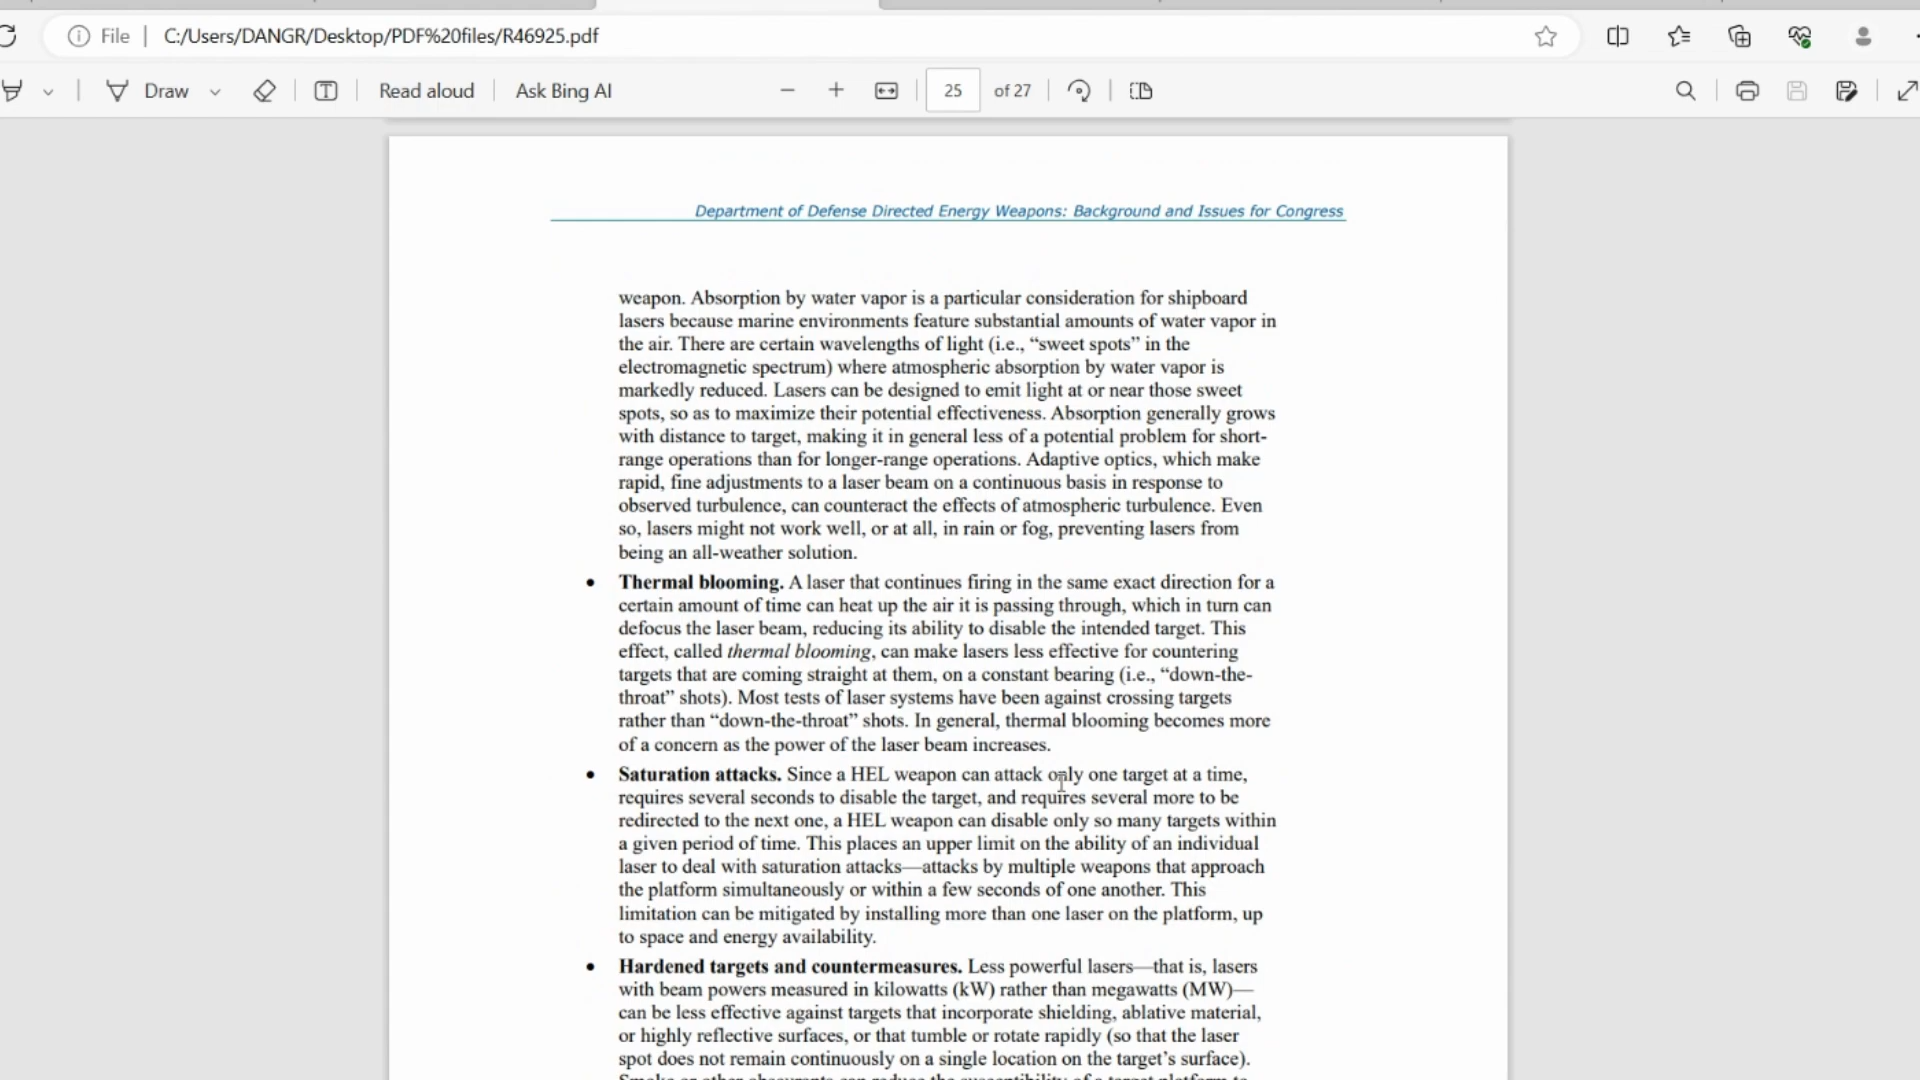 File
C:/Users/DANGR/Desktop/PDF%20files/R46925.pdf
Draw
Read aloud
Ask Bing AI
25
of 27
Department of Defense Directed Energy Weapons: Background and Issues for Congress
weapon. Absorption by water vapor is a particular consideration for shipboard
lasers because marine environments feature substantial amounts of water vapor in
the air. There are certain wavelengths of light (i.e., “sweet spots” in the
electromagnetic spectrum) where atmospheric absorption by water vapor is
markedly reduced. Lasers can be designed to emit light at or near those sweet
spots, so as to maximize their potential effectiveness. Absorption generally grows
with distance to target, making it in general less of a potential problem for short-
range operations than for longer-range operations. Adaptive optics, which make
rapid, fine adjustments to a laser beam on a continuous basis in response to
observed turbulence, can counteract the effects of atmospheric turbulence. Even
so, lasers might not work well, or at all, in rain or fog, preventing lasers from
being an all-weather solution.
• Thermal blooming. A laser that continues firing in the same exact direction for a
certain amount of time can heat up the air it is passing through, which in turn can
defocus the laser beam, reducing its ability to disable the intended target. This
effect, called thermal blooming, can make lasers less effective for countering
targets that are coming straight at them, on a constant bearing (i.e., “down-the-
throat” shots). Most tests of laser systems have been against crossing targets
rather than “down-the-throat” shots. In general, thermal blooming becomes more
of a concern as the power of the laser beam increases.
• Saturation attacks. Since a HEL weapon can attack only one target at a time,
requires several seconds to disable the target, and requires several more to be
redirected to the next one, a HEL weapon can disable only so many targets within
a given period of time. This places an upper limit on the ability of an individual
laser to deal with saturation attacks—attacks by multiple weapons that approach
the platform simultaneously or within a few seconds of one another. This
limitation can be mitigated by installing more than one laser on the platform, up
to space and energy availability.
• Hardened targets and countermeasures. Less powerful lasers—that is, lasers
with beam powers measured in kilowatts (kW) rather than megawatts (MW)—
can be less effective against targets that incorporate shielding, ablative material,
or highly reflective surfaces, or that tumble or rotate rapidly (so that the laser
spot does not remain continuously on a single location on the target’s surface).